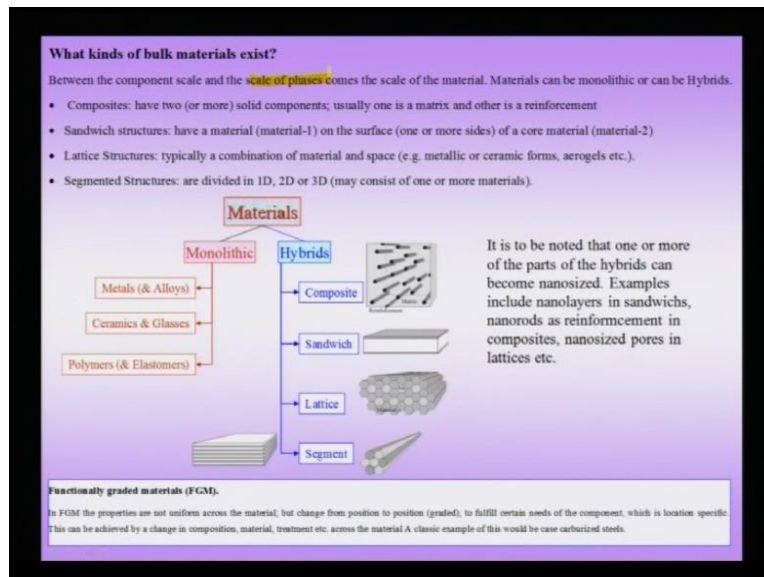 What kinds of bulk materials exist?
Between the component scale and the scale of phases comes the scale of the material. Materials can be monolithic or can be Hybrids.
• Composites: have two (or more) solid components; usually one is a matrix and other is a reinforcement
• Sandwich structures: have a material (material-1) on the surface (one or more sides) of a core material (material-2)
• Lattice Structures: typically a combination of material and space (e.g. metallic or ceramic forms, aerogels etc.).
• Segmented Structures: are divided in 1D, 2D or 3D (may consist of one or more materials).
Materials
Monolithic
Hybrids
Metals (& Alloys)
Ceramics & Glasses
Polymers (& Elastomers)
Composite
Matrix
Reinforcement
Sandwich
Lattice
Segment
It is to be noted that one or more
of the parts of the hybrids can
become nanosized. Examples
include nanolayers in sandwichs,
nanorods as reinformcement in
composites, nanosized pores in
lattices etc.
Functionally graded materials (FGM).
In FGM the properties are not uniform across the material; but change from position to position (graded), to fulfill certain needs of the component, which is location specific.
This can be achieved by a change in composition, material, treatment etc. across the material A classic example of this would be case carburized steels.